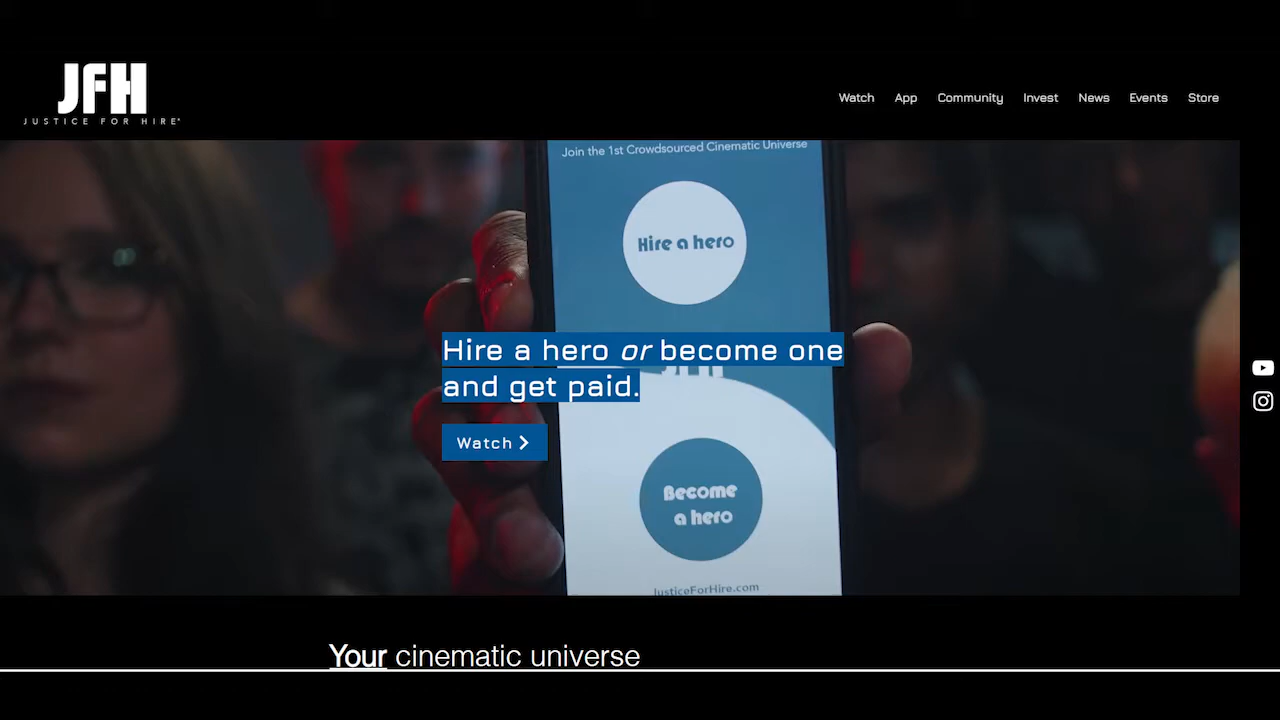 JFH
JUSTICE FOR HIRE
Watch
App
Community
Invest
News
Events
Store
Join the 1st Crowdsourced Cinematic Universe
Hire a hero
Hire a hero or become one
and get paid.
Watch
Become
a hero
JusticeForHire.com
Your cinematic universe